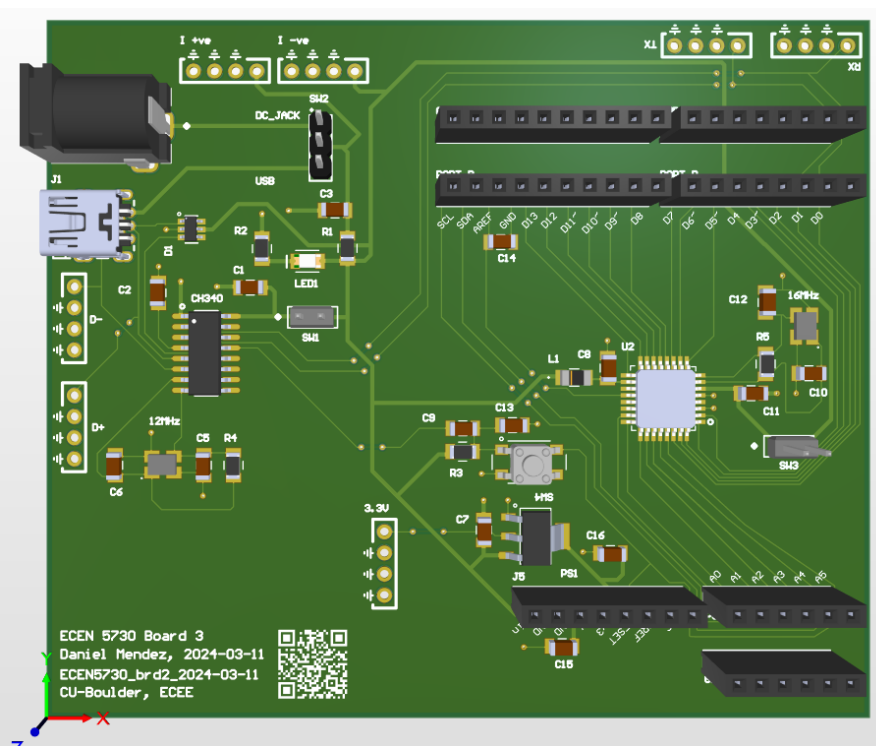 I +ve
I -ve
TX
RX
SW2
DC_JACK
USB
J1
C3
D1
R2
R1
LED1
C1
C2
CH340
SW1
D-
D+
12MHz
C6
C5
R4
SCL
SDA
AREF
GND
D13
D12
D11~
D10~
D9~
D8
D7
D6~
D5~
D4
D3~
D2
D1
D0
C14
C12
16MHz
U2
R5
L1
C8
C10
C11
C9
C13
R3
SW3
SW4
3.3V
C7
C16
PS1
J5
A0
A1
A2
A3
A4
A5
C15
ECEN 5730 Board 3
Daniel Mendez, 2024-03-11
ECEN5730_brd2_2024-03-11
CU-Boulder, ECEE
Y
X
Z